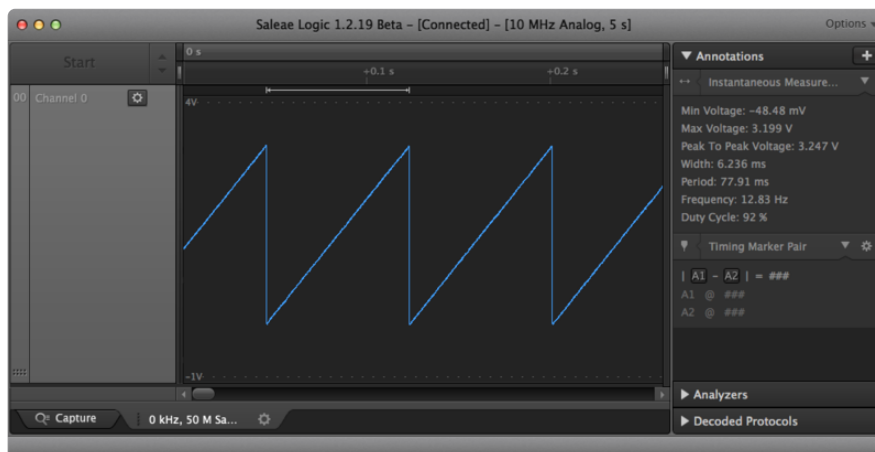 Saleae Logic 1.2.19 Beta - [Connected] - [10 MHz Analog, 5 s]
Options
Start
0 s
+0.1 s
+0.2 s
00 Channel 0
4V
-1V
Annotations
Instantaneous Measure...
Min Voltage: -48.48 mV
Max Voltage: 3.199 V
Peak To Peak Voltage: 3.247 V
Width: 6.236 ms
Period: 77.91 ms
Frequency: 12.83 Hz
Duty Cycle: 92 %
Timing Marker Pair
| A1 - A2 | = ###
A1 @ ###
A2 @ ###
Analyzers
Decoded Protocols
Capture
0 kHz, 50 M Sa...